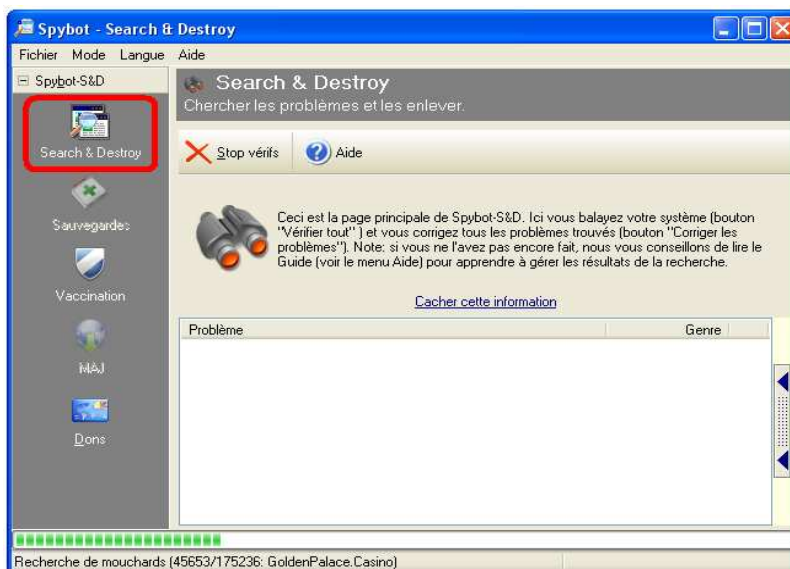 Spybot - Search & Destroy
Fichier Mode Langue Aide
Spybot-S&D
Search & Destroy
Sauvegardes
Vaccination
MAJ
Dons
Search & Destroy
Chercher les problèmes et les enlever.
Stop vérifs
Aide
Ceci est la page principale de Spybot-S&D. Ici vous balayez votre système (bouton
"Vérifier tout" ) et vous corrigez tous les problèmes trouvés (bouton "Corriger les
problèmes"). Note: si vous ne l'avez pas encore fait, nous vous conseillons de lire le
Guide (voir le menu Aide) pour apprendre à gérer les résultats de la recherche.
Cacher cette information
Problème Genre
Recherche de mouchards (45653/175236: GoldenPalace.Casino)